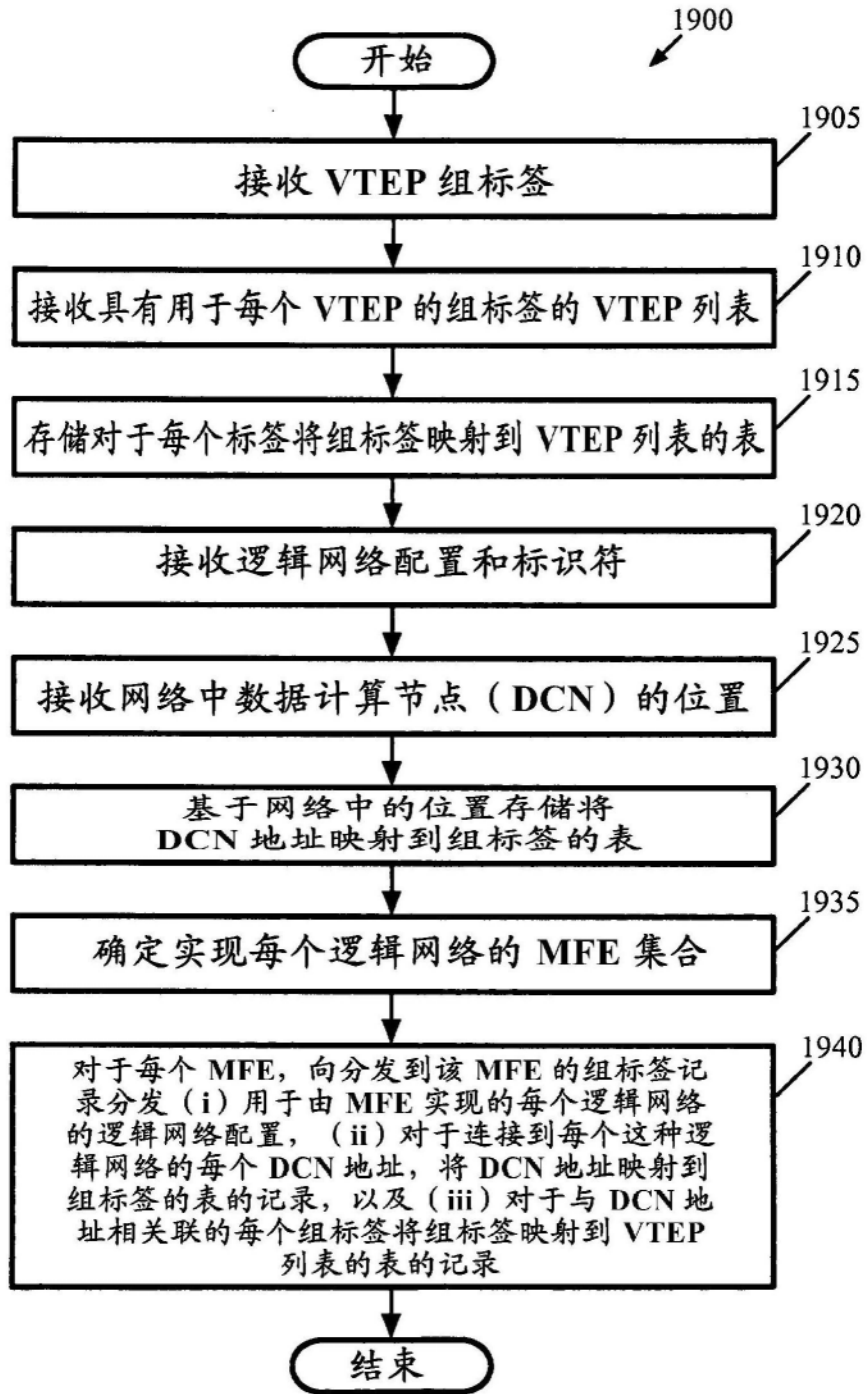 1900
开始
1905
接收 VTEP 组标签
1910
接收具有用于每个 VTEP 的组标签的 VTEP 列表
1915
存储对于每个标签将组标签映射到 VTEP 列表的表
1920
接收逻辑网络配置和标识符
1925
接收网络中数据计算节点（DCN）的位置
1930
基于网络中的位置存储将
DCN 地址映射到组标签的表
1935
确定实现每个逻辑网络的 MFE 集合
1940
对于每个 MFE，向分发到该 MFE 的组标签记
录分发（i）用于由 MFE 实现的每个逻辑网络
的逻辑网络配置，（ii）对于连接到每个这种逻
辑网络的每个 DCN 地址，将 DCN 地址映射到
组标签的表的记录，以及（iii）对于与 DCN 地
址相关联的每个组标签将组标签映射到 VTEP
列表的表的记录
结束